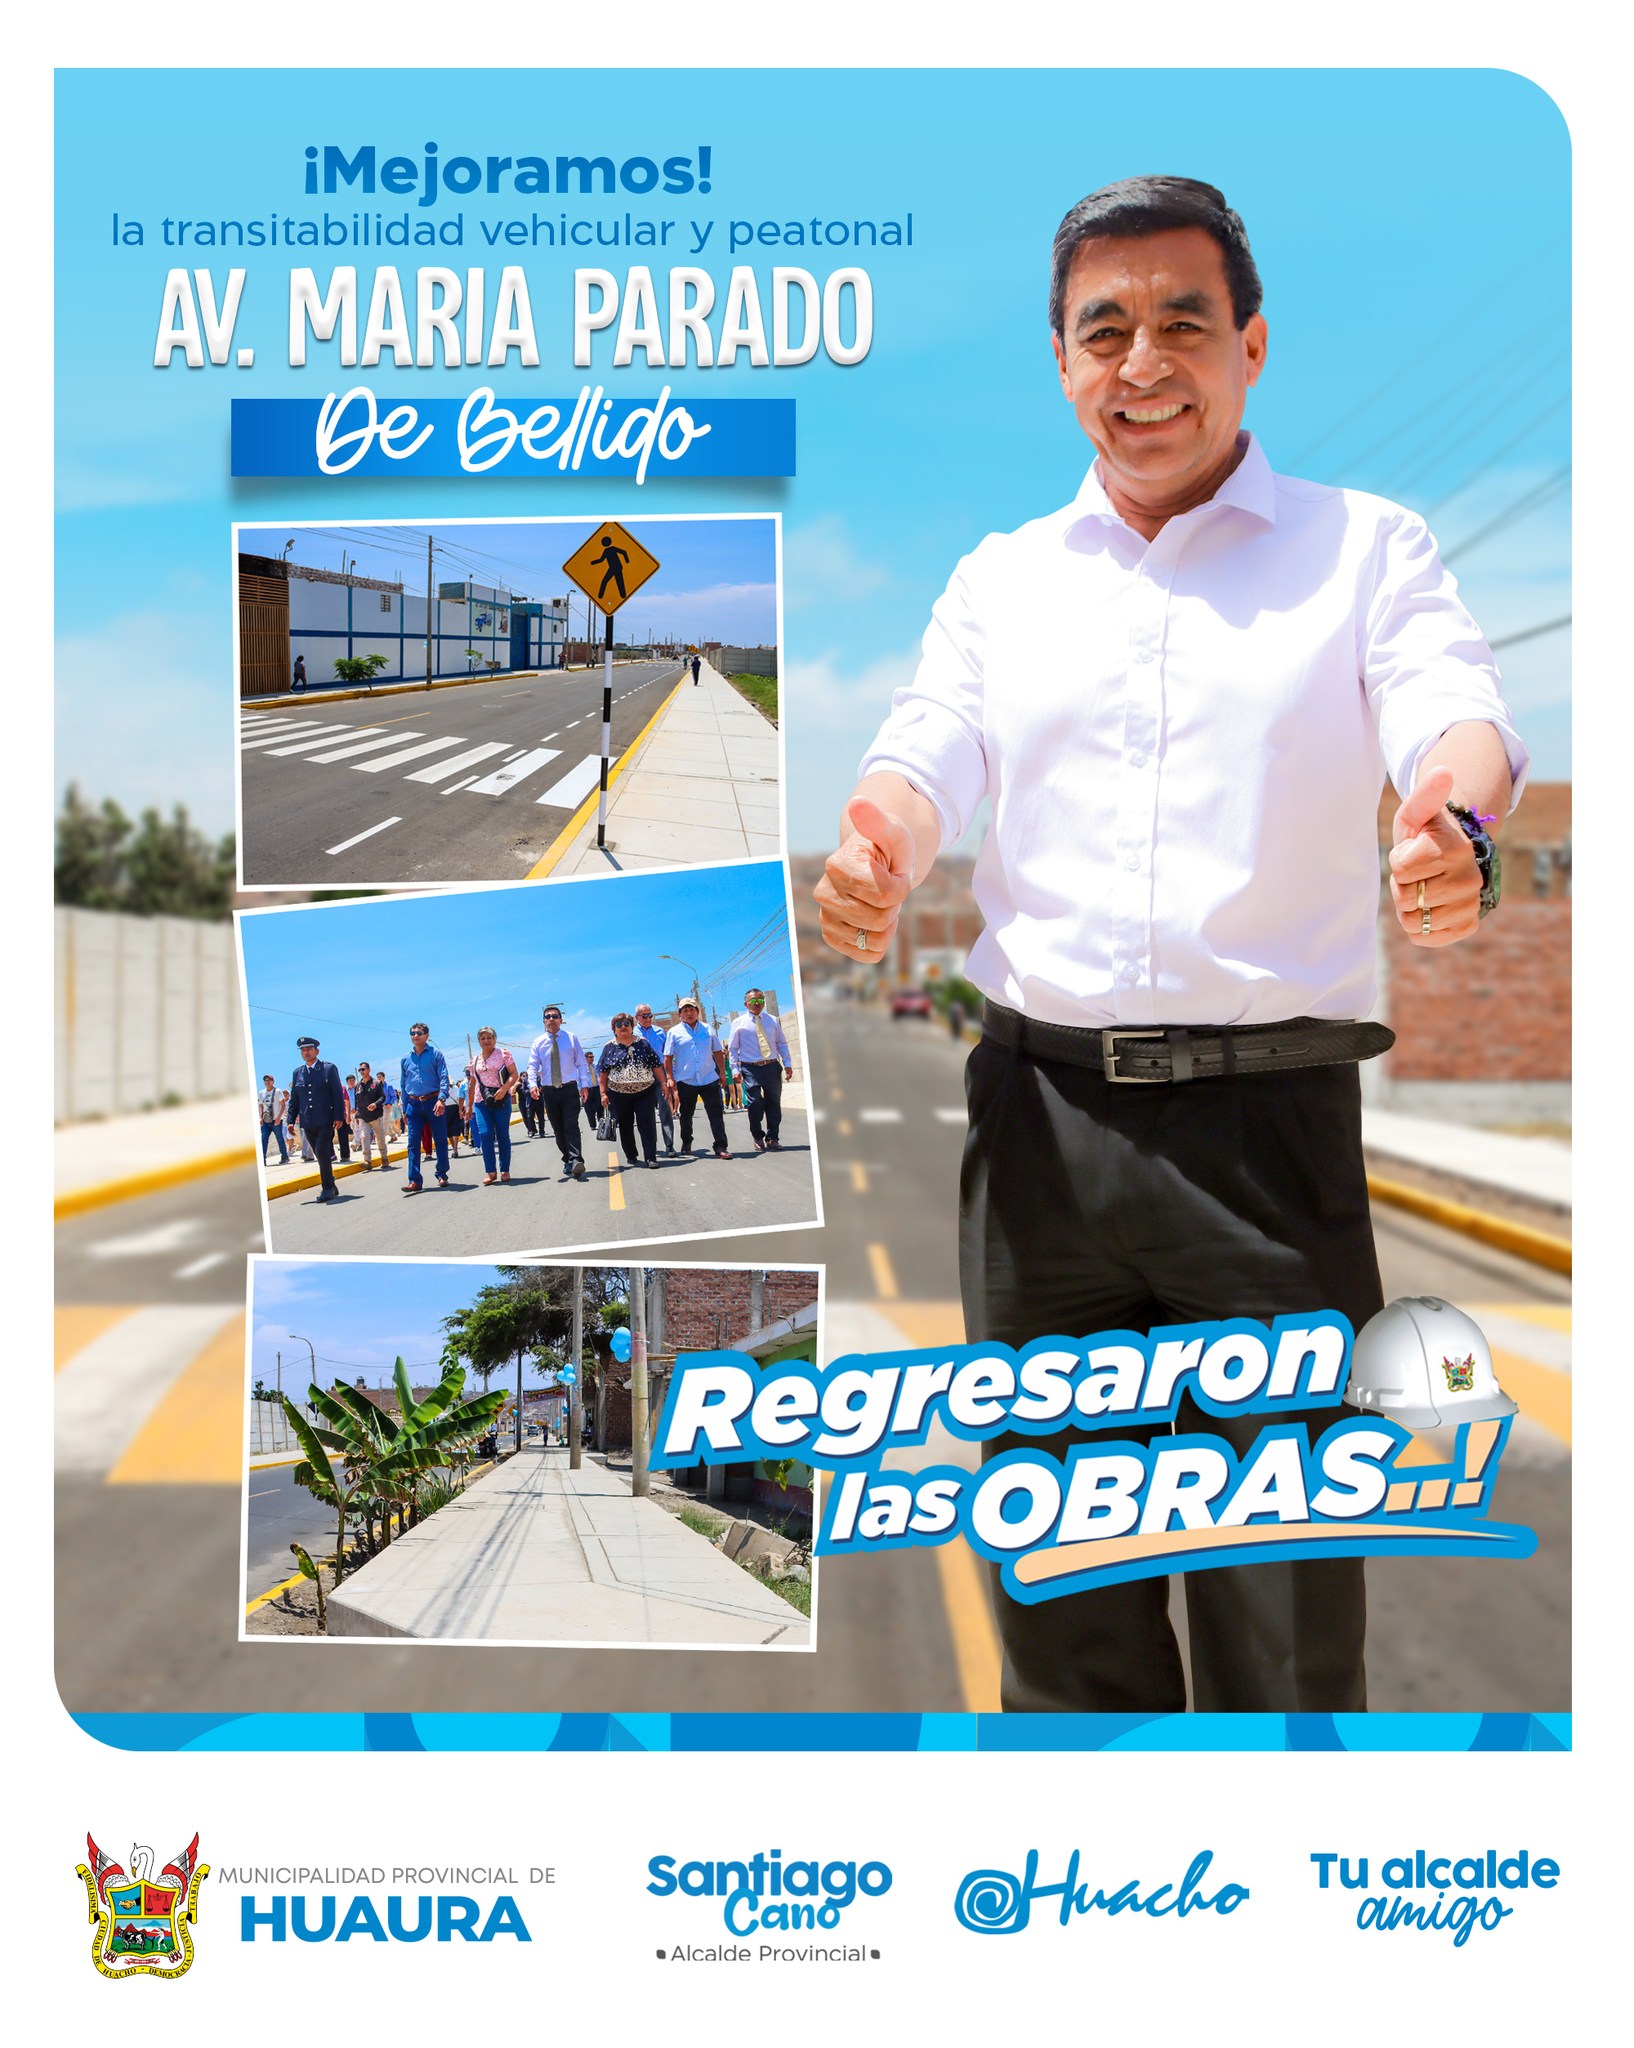 ¡Mejoramos!
la transitabilidad vehicular y peatonal
AV. MARIA PARADO
De Bellido
Regresaron
las OBRAS...!
MUNICIPALIDAD PROVINCIAL DE
HUAURA
Santiago
Cano
Alcalde Provincial
Huacho
Tu alcalde
amigo